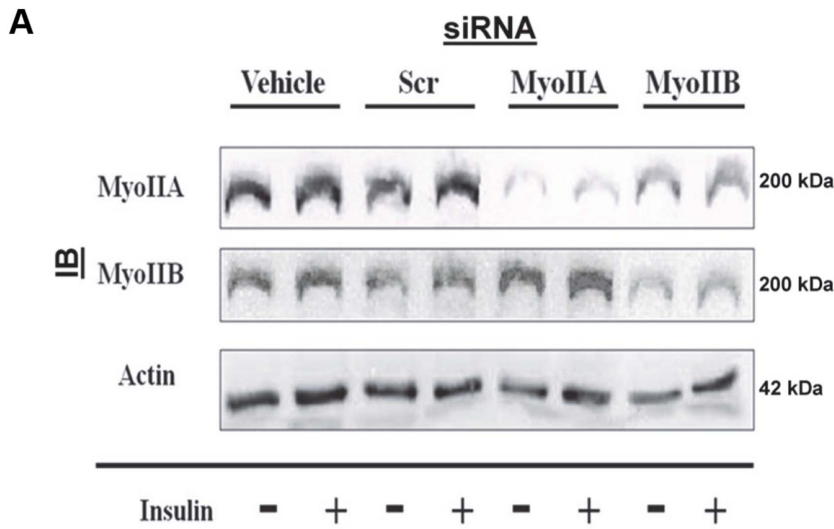 A
siRNA
Vehicle Scr MyoIIA MyoIIB
MyoIIA 200 kDa
IB
MyoIIB 200 kDa
Actin 42 kDa
Insulin - + - + - + - +